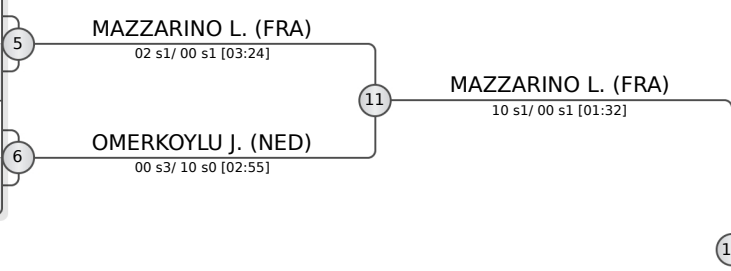 MAZZARINO L. (FRA)
5
02 s1/ 00 s1 [03:24]
MAZZARINO L. (FRA)
11
10 s1/ 00 s1 [01:32]
OMERKOYLU J. (NED)
6
00 s3/ 10 s0 [02:55]